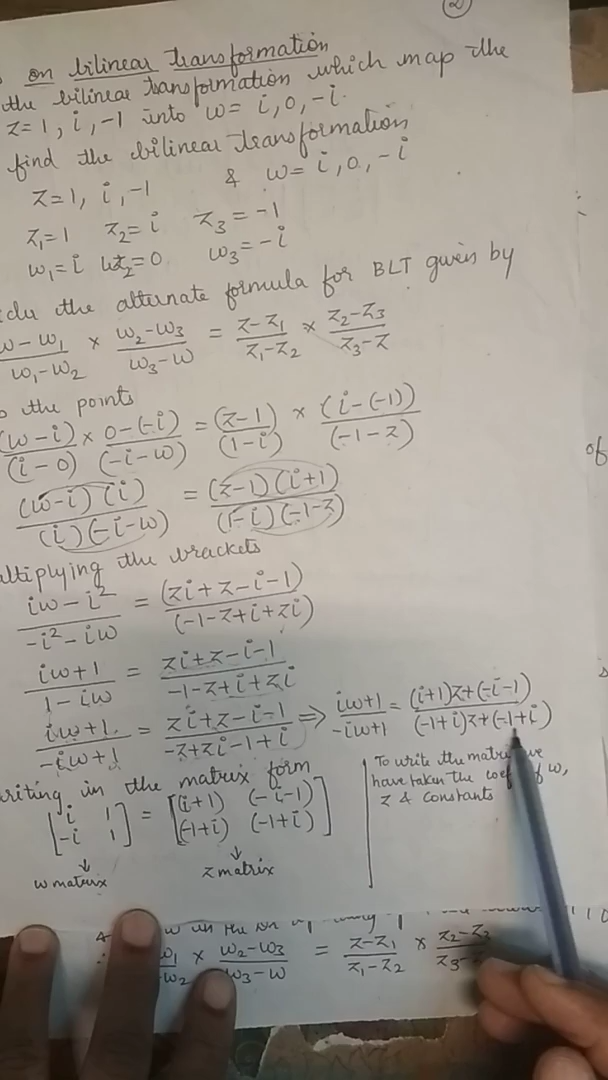 ②
on bilinear transformation
the bilinear transformation which map the
z=1, i, -1 into w= i, 0, -i.
find the bilinear transformation
z=1, i, -1 & w= i, 0, -i
z₁=1 z₂= i z₃=-1
w₁=i w₂=0 w₃=-i
the alternate formula for BLT given by
(w-w₁)/(w₁-w₂) × (w₂-w₃)/(w₃-w) = (z-z₁)/(z₁-z₂) × (z₂-z₃)/(z₃-z)
the points
(w-i)/(i-0) × (0-(-i))/(-i-w) = (z-1)/(1-i) × (i-(-1))/(-1-z)
(w-i)(i)/(i)(-i-w) = (z-1)(i+1)/(1-i)(-1-z)
the brackets
(iw-i²)/(-i²-iw) = (zi+z-i-1)/(-1-z+i+zi)
(iw+1)/(1-iw) = (zi+z-i-1)/(-1-z+i+zi)
(iw+1)/(-iw+1) = (zi+z-i-1)/(-z+zi-1+i) ⇒ (iw+1)/(-iw+1) = ((i+1)z+(-i-1))/((-1+i)z+(-1+i))
in the matrix form
[i 1; -i 1] = [(i+1) (-i-1); (-1+i) (-1+i)]
↓ ↓
w matrix z matrix
To write the matrix we
have taken the coeff of w,
z & constants
w₁ × (w₂-w₃)/(w₃-w) = (z-z₁)/(z₁-z₂) ×